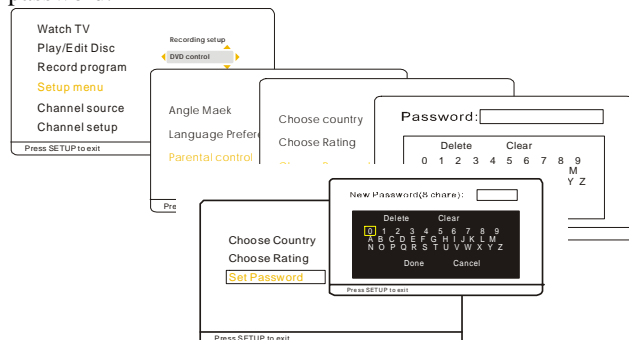 Watch TV
Play/Edit Disc
Record program
Setup menu
Channel source
Channel setup
Press SETUP to exit
Recording setup
DVD control
Angle Maek
Language Prefer
Parental control
Pre
Choose country
Choose Rating
Password:
Delete Clear
0 1 2 3 4 5 6 7 8 9
M
Y Z
Choose Country
Choose Rating
Set Password
Press SETUP to exit
New Password(8 chare):
Delete Clear
0 1 2 3 4 5 6 7 8 9
A B C D E F G H I J K L M
N O P Q R S T U V W X Y Z
Done Cancel
Press SETUP to exit